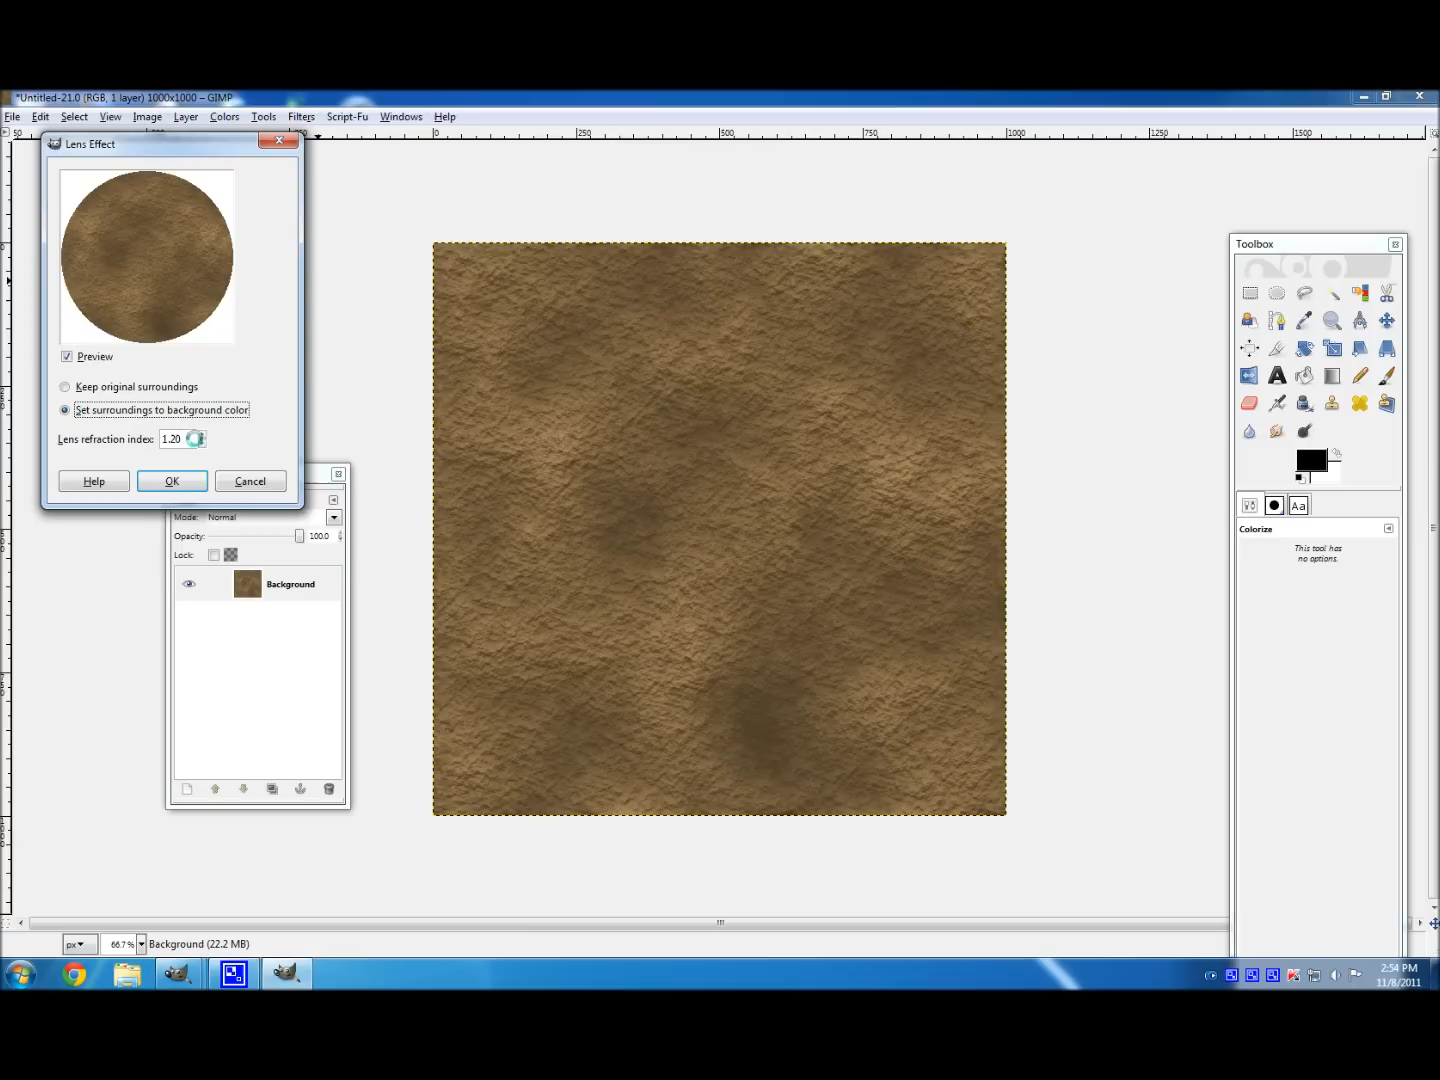 *Untitled-21.0 (RGB, 1 layer) 1000x1000 – GIMP
File Edit Select View Image Layer Colors Tools Filters Script-Fu Windows Help
50 0 250 500 750 1000 1250 1500
Lens Effect
Preview
Keep original surroundings
Set surroundings to background color
Lens refraction index: 1.20
Help OK Cancel
Mode: Normal
Opacity: 100.0
Lock:
Background
Toolbox
Aa
Colorize
This tool has
no options.
px 66.7% Background (22.2 MB)
2:54 PM
11/8/2011